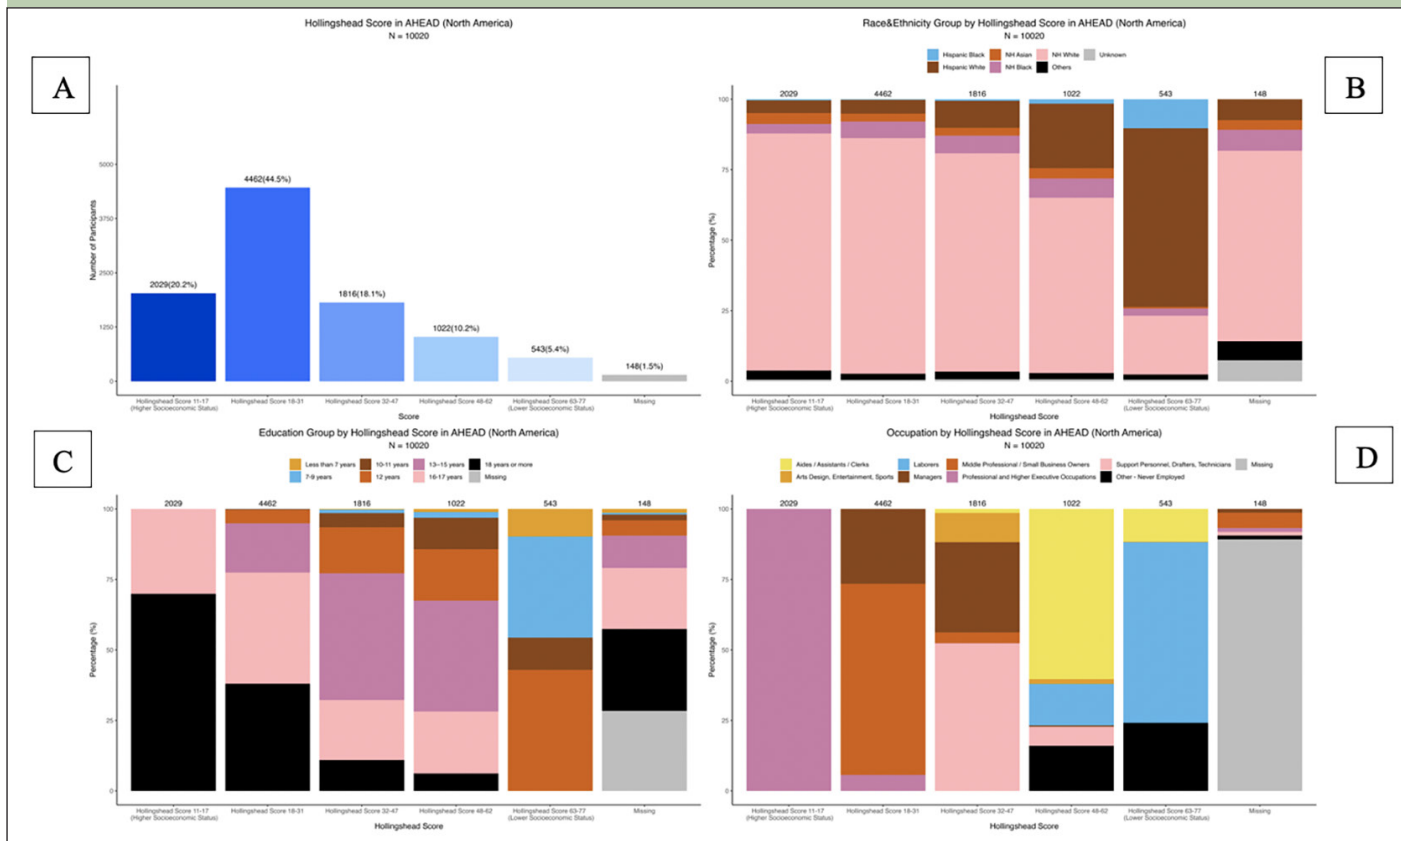 A
Hollingshead Score in AHEAD (North America)
N = 10020
Number of Participants
5000
3750
2500
1250
0
2029(20.2%)
4462(44.5%)
1816(18.1%)
1022(10.2%)
543(5.4%)
148(1.5%)
Hollingshead Score 11-17
(Higher Socioeconomic Status)
Hollingshead Score 18-31
Hollingshead Score 32-47
Hollingshead Score 48-62
Hollingshead Score 63-77
(Lower Socioeconomic Status)
Missing
Score
B
Race&Ethnicity Group by Hollingshead Score in AHEAD (North America)
N = 10020
Hispanic Black NH Asian NH White Unknown
Hispanic White NH Black Others
Percentage (%)
100
75
50
25
0
2029 4462 1816 1022 543 148
Hollingshead Score 11-17
(Higher Socioeconomic Status)
Hollingshead Score 18-31
Hollingshead Score 32-47
Hollingshead Score 48-62
Hollingshead Score 63-77
(Lower Socioeconomic Status)
Missing
Hollingshead Score
C
Education Group by Hollingshead Score in AHEAD (North America)
N = 10020
Less than 7 years 10-11 years 13–15 years 18 years or more
7-9 years 12 years 16-17 years Missing
Percentage (%)
100
75
50
25
0
2029 4462 1816 1022 543 148
Hollingshead Score 11-17
(Higher Socioeconomic Status)
Hollingshead Score 18-31
Hollingshead Score 32-47
Hollingshead Score 48-62
Hollingshead Score 63-77
(Lower Socioeconomic Status)
Missing
Hollingshead Score
D
Occupation by Hollingshead Score in AHEAD (North America)
N = 10020
Aides / Assistants / Clerks Laborers Middle Professional / Small Business Owners Support Personnel, Drafters, Technicians Missing
Arts Design, Entertainment, Sports Managers Professional and Higher Executive Occupations Other - Never Employed
Percentage (%)
100
75
50
25
0
2029 4462 1816 1022 543 148
Hollingshead Score 11-17
(Higher Socioeconomic Status)
Hollingshead Score 18-31
Hollingshead Score 32-47
Hollingshead Score 48-62
Hollingshead Score 63-77
(Lower Socioeconomic Status)
Missing
Hollingshead Score